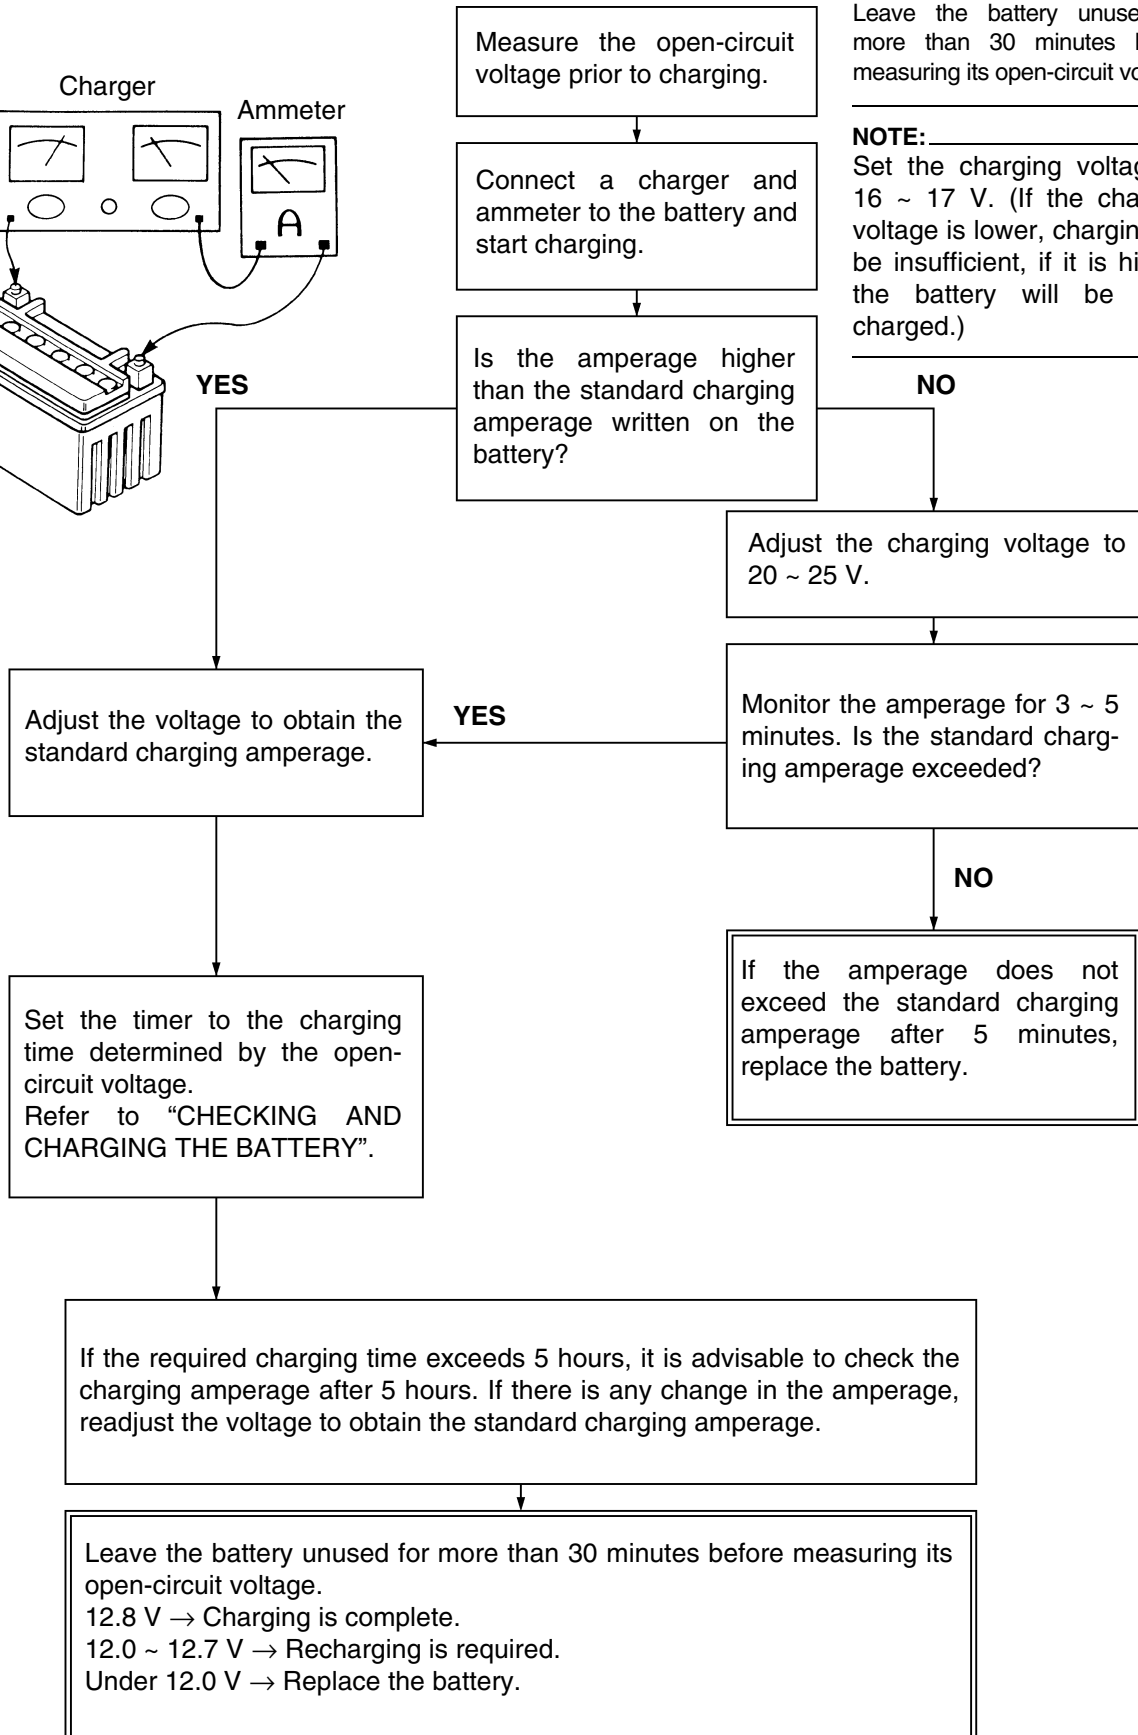 Measure the open-circuit
voltage prior to charging.
Leave the battery
more than 30 minutes
measuring its open-circuit
Charger
Ammeter
A
NOTE:
Set the charging
16 ~ 17 V. (If the
voltage is lower,
be insufficient, if it is
the battery will be
charged.)
Connect a charger and
ammeter to the battery and
start charging.
Is the amperage higher
than the standard charging
amperage written on the
battery?
YES
NO
Adjust the charging voltage to
20 ~ 25 V.
Monitor the amperage for 3 ~ 5
minutes. Is the standard charg-
ing amperage exceeded?
YES
Adjust the voltage to obtain the
standard charging amperage.
NO
If the amperage does not
exceed the standard charging
amperage after 5 minutes,
replace the battery.
Set the timer to the charging
time determined by the open-
circuit voltage.
Refer to “CHECKING AND
CHARGING THE BATTERY”.
If the required charging time exceeds 5 hours, it is advisable to check the
charging amperage after 5 hours. If there is any change in the amperage,
readjust the voltage to obtain the standard charging amperage.
Leave the battery unused for more than 30 minutes before measuring its
open-circuit voltage.
12.8 V → Charging is complete.
12.0 ~ 12.7 V → Recharging is required.
Under 12.0 V → Replace the battery.